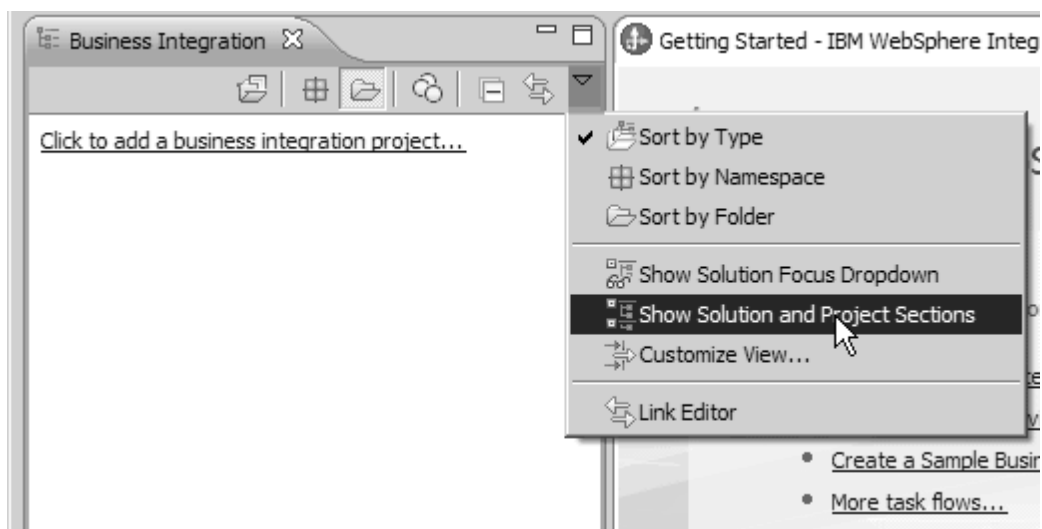 Business Integration
Getting Started - IBM WebSphere Integ
Click to add a business integration project...
Sort by Type
Sort by Namespace
Sort by Folder
Show Solution Focus Dropdown
Show Solution and Project Sections
Customize View...
Link Editor
Create a Sample Busin
More task flows...